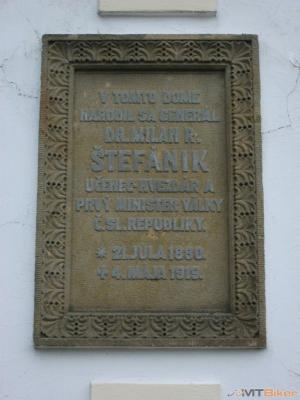 V TOMTO DOME
NARODIL SA GENERÁL
DR. MILAN R.
ŠTEFÁNIK
UČENEC-HVEZDÁR A
PRVÝ MINISTER VÁLKY
Č. SL. REPUBLIKY.
* 21. JÚLA 1880.
✝ 4. MÁJA 1919.
MTBiker